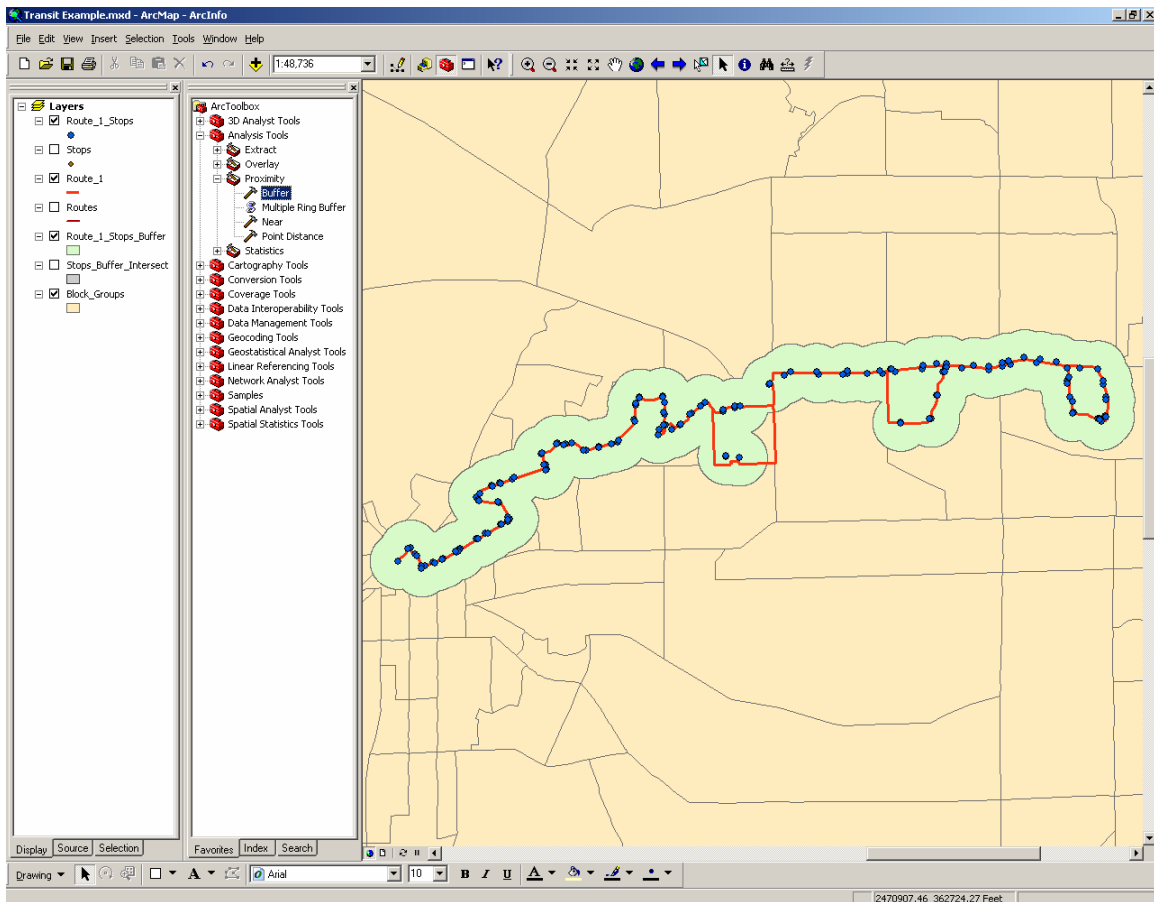 Transit Example.mxd - ArcMap - ArcInfo
File Edit View Insert Selection Tools Window Help
1:48,736
Layers
Route_1_Stops
Stops
Route_1
Routes
Route_1_Stops_Buffer
Stops_Buffer_Intersect
Block_Groups
Display Source Selection
ArcToolbox
3D Analyst Tools
Analysis Tools
Extract
Overlay
Proximity
Buffer
Multiple Ring Buffer
Near
Point Distance
Statistics
Cartography Tools
Conversion Tools
Coverage Tools
Data Interoperability Tools
Data Management Tools
Geocoding Tools
Geostatistical Analyst Tools
Linear Referencing Tools
Network Analyst Tools
Samples
Spatial Analyst Tools
Spatial Statistics Tools
Favorites Index Search
Drawing A Arial 10 B I U A
2470907.46 362724.27 Feet